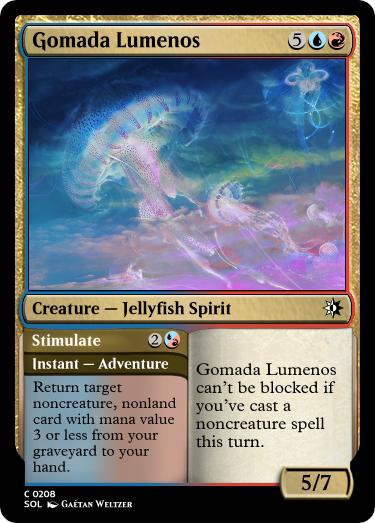 Gomada Lumenos 5
Creature — Jellyfish Spirit
Stimulate 2
Instant — Adventure
Return target
noncreature, nonland
card with mana value
3 or less from your
graveyard to your
hand.
Gomada Lumenos
can't be blocked if
you've cast a
noncreature spell
this turn.
5/7
C 0208
SOL Gaétan Weltzer